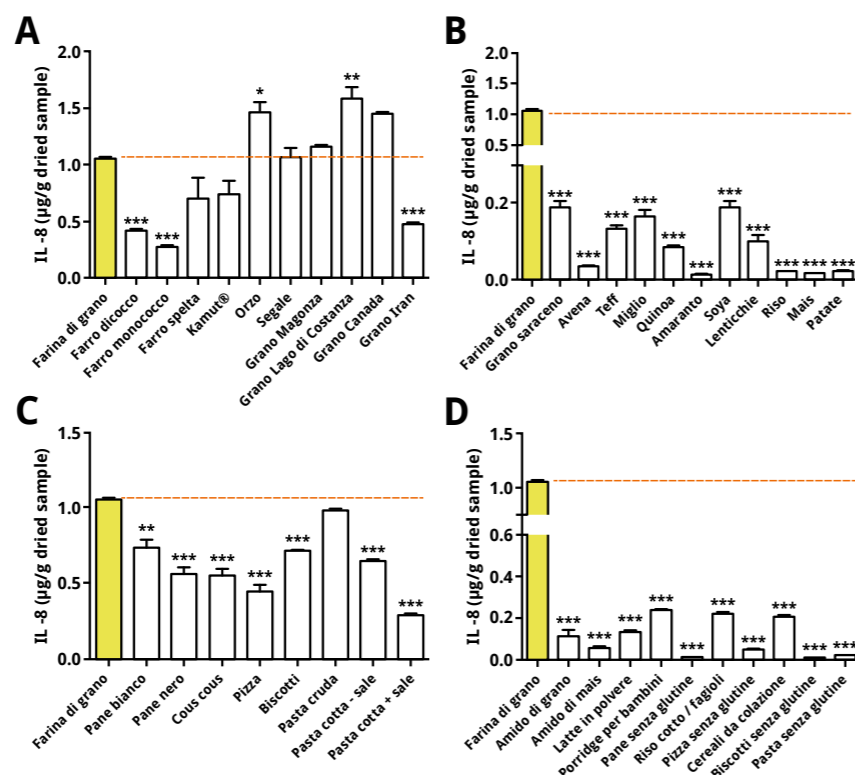 A
IL -8 (µg/g dried sample)
2.0
1.5
1.0
0.5
0.0
***
***
*
**
***
Farina di grano
Farro dicocco
Farro monococco
Farro spelta
Kamut®
Orzo
Segale
Grano Magonza
Grano Lago di Costanza
Grano Canada
Grano Iran
B
IL -8 (µg/g dried sample)
2.0
1.5
1.0
0.5
0.2
0.0
***
***
***
***
***
***
***
***
***
***
***
Farina di grano
Grano saraceno
Avena
Teff
Miglio
Quinoa
Amaranto
Soya
Lenticchie
Riso
Mais
Patate
C
IL -8 (µg/g dried sample)
1.5
1.0
0.5
0.0
**
***
***
***
***
***
***
Farina di grano
Pane bianco
Pane nero
Cous cous
Pizza
Biscotti
Pasta cruda
Pasta cotta - sale
Pasta cotta + sale
D
IL -8 (µg/g dried sample)
1.5
1.0
0.6
0.4
0.2
0.0
***
***
***
***
***
***
***
***
***
***
Farina di grano
Amido di grano
Amido di mais
Latte in polvere
Porridge per bambini
Pane senza glutine
Riso cotto / fagioli
Pizza senza glutine
Cereali da colazione
Biscotti senza glutine
Pasta senza glutine